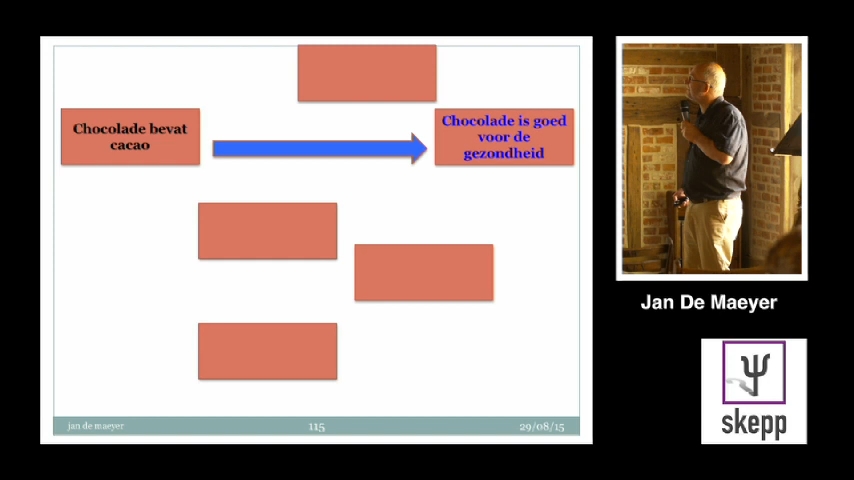 Chocolade bevat
cacao
Chocolade is goed
voor de
gezondheid
jan de maeyer
115
29/08/15
Jan De Maeyer
skepp